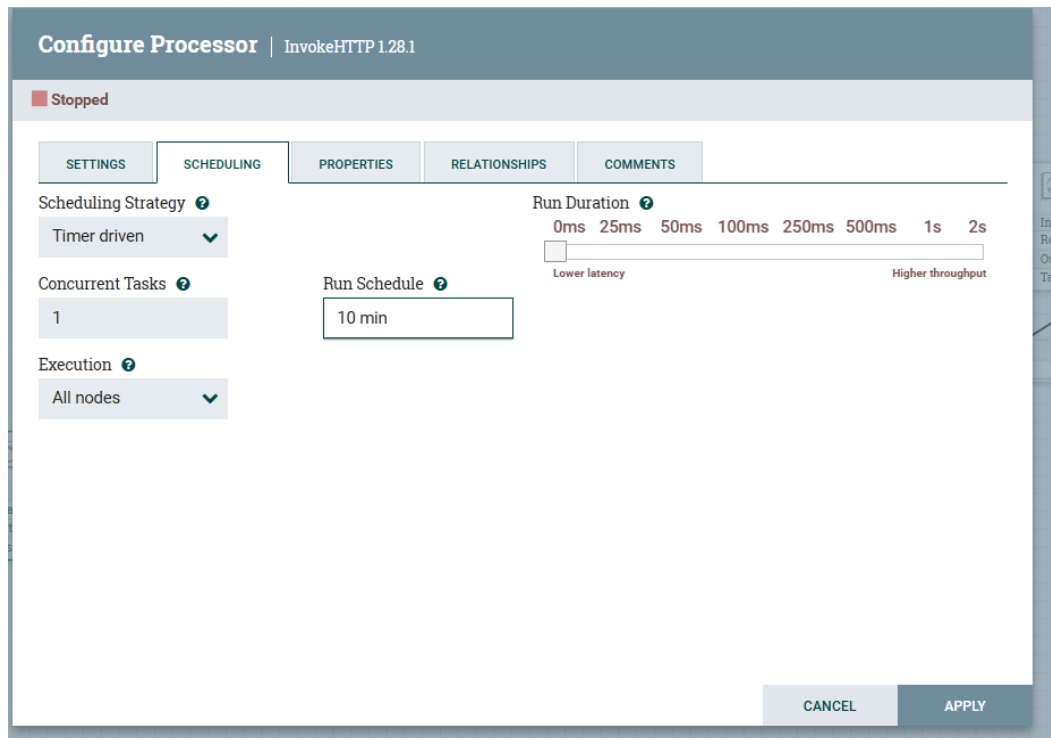 Configure Processor | InvokeHTTP 1.28.1
Stopped
SETTINGS SCHEDULING PROPERTIES RELATIONSHIPS COMMENTS
Scheduling Strategy
Timer driven
Run Duration
0ms 25ms 50ms 100ms 250ms 500ms 1s 2s
Lower latency Higher throughput
Concurrent Tasks
1
Run Schedule
10 min
Execution
All nodes
CANCEL APPLY